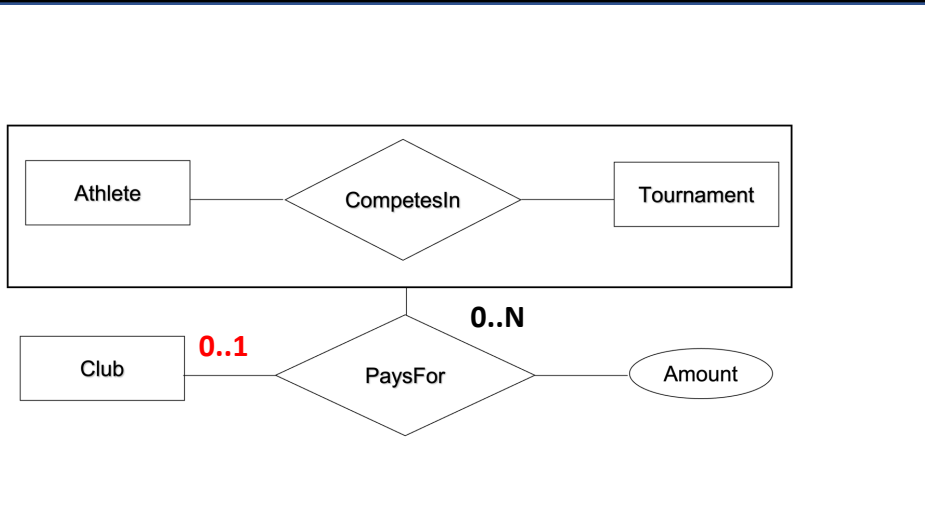 Athlete
CompetesIn
Tournament
0..N
0..1
Club
PaysFor
Amount